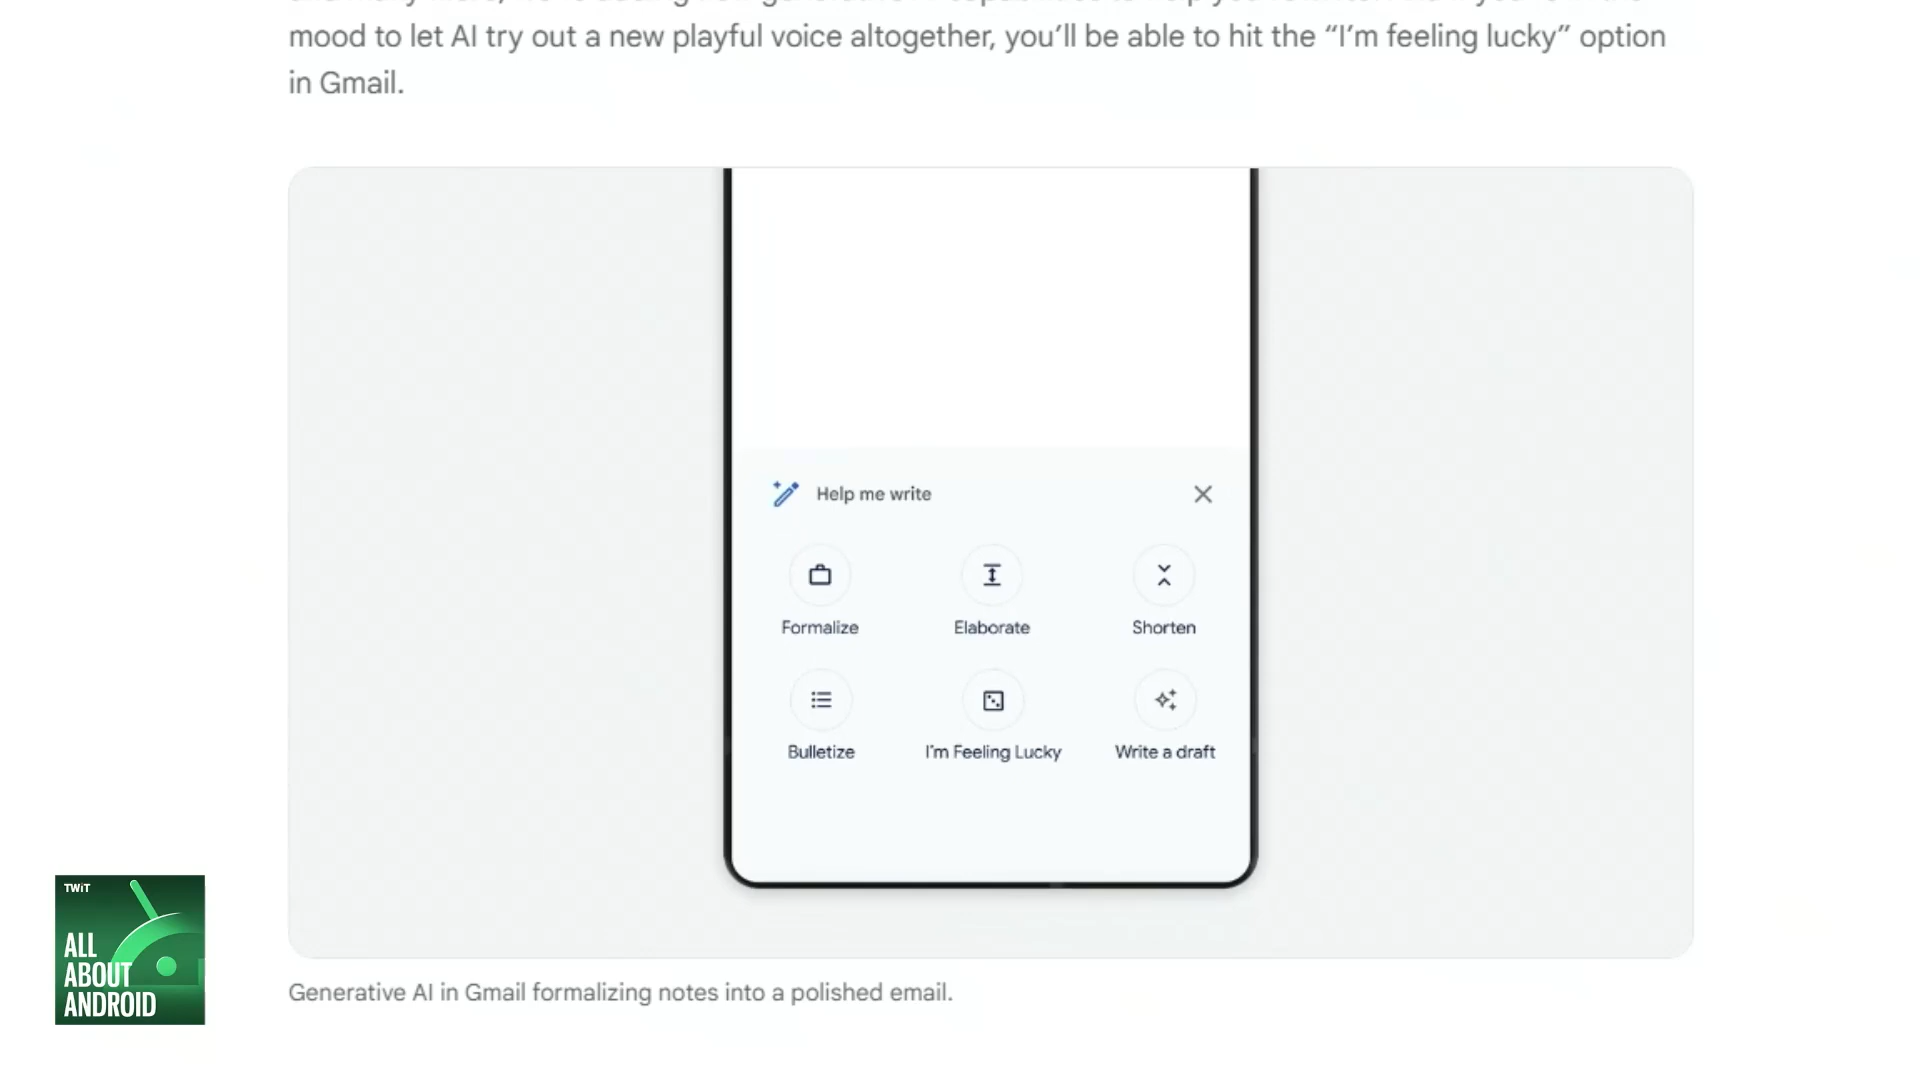 mood to let AI try out a new playful voice altogether, you’ll be able to hit the “I’m feeling lucky” option
in Gmail.
Help me write
Formalize
Elaborate
Shorten
Bulletize
I'm Feeling Lucky
Write a draft
TWiT
ALL
ABOUT
ANDROID
Generative AI in Gmail formalizing notes into a polished email.